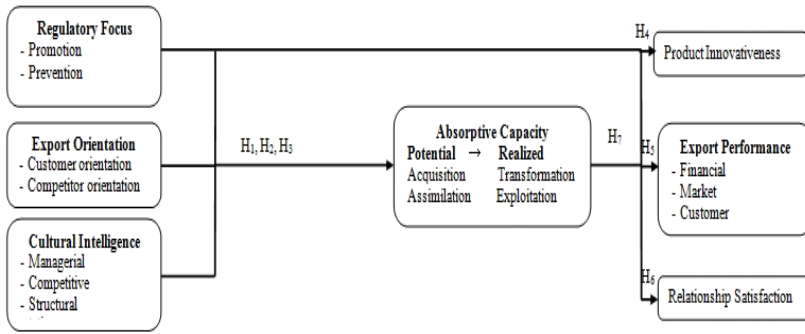 Regulatory Focus
- Promotion
- Prevention
Export Orientation
- Customer orientation
- Competitor orientation
Cultural Intelligence
- Managerial
- Competitive
- Structural
H1, H2, H3
Absorptive Capacity
Potential → Realized
Acquisition Transformation
Assimilation Exploitation
H7
H4
Product Innovativeness
H5
Export Performance
- Financial
- Market
- Customer
H6
Relationship Satisfaction